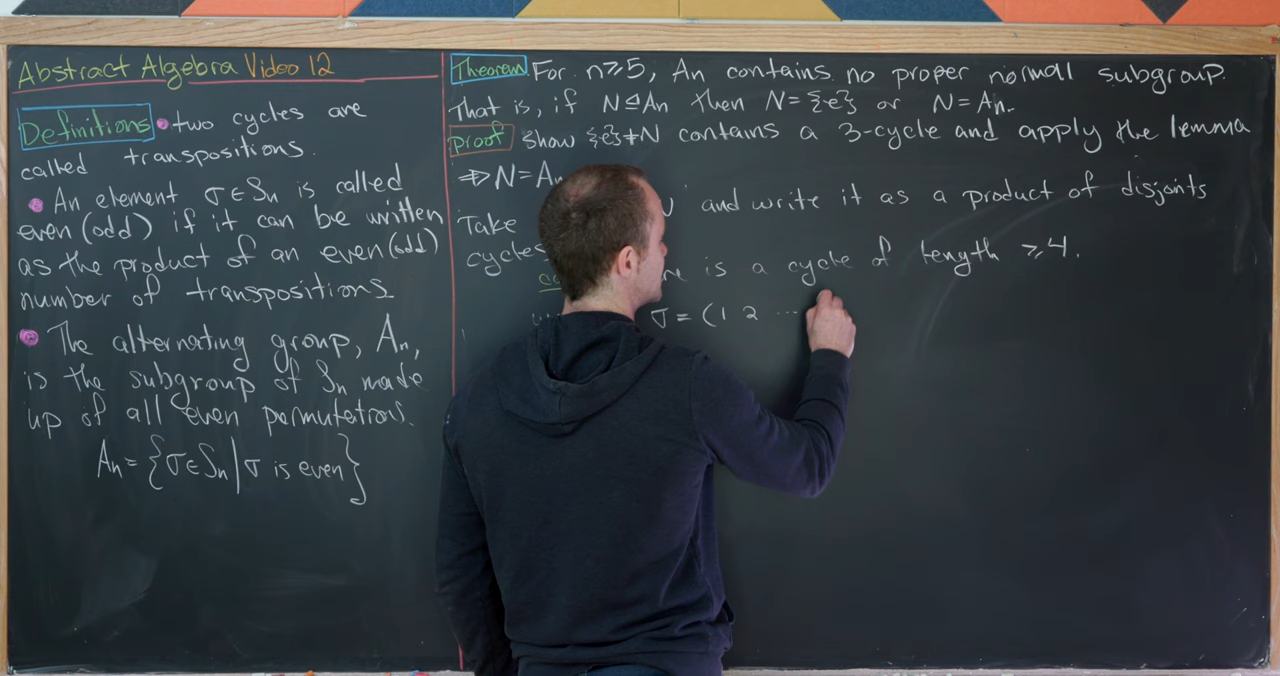 Abstract Algebra Video 12
Definitions • two cycles are
called transpositions.
• An element σ∈Sn is called
even (odd) if it can be written
as the product of an even (odd)
number of transpositions
• The alternating group, An,
is the subgroup of Sn made
up of all even permutations.
An = {σ∈Sn | σ is even}
Theorem For n≥5, An contains no proper normal subgroup.
That is, if N⊴An then N={e} or N=An.
Proof Show {e}≠N contains a 3-cycle and apply the lemma
⇒ N=An
Take and write it as a product of disjoints
cycles
is a cycle of length ≥4.
σ = (1 2 ...